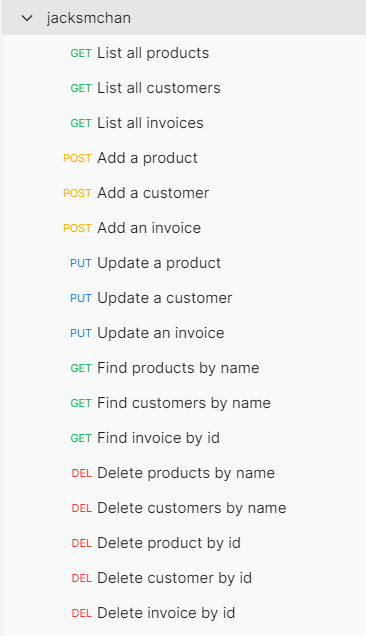 jacksmchan
GET List all products
GET List all customers
GET List all invoices
POST Add a product
POST Add a customer
POST Add an invoice
PUT Update a product
PUT Update a customer
PUT Update an invoice
GET Find products by name
GET Find customers by name
GET Find invoice by id
DEL Delete products by name
DEL Delete customers by name
DEL Delete product by id
DEL Delete customer by id
DEL Delete invoice by id